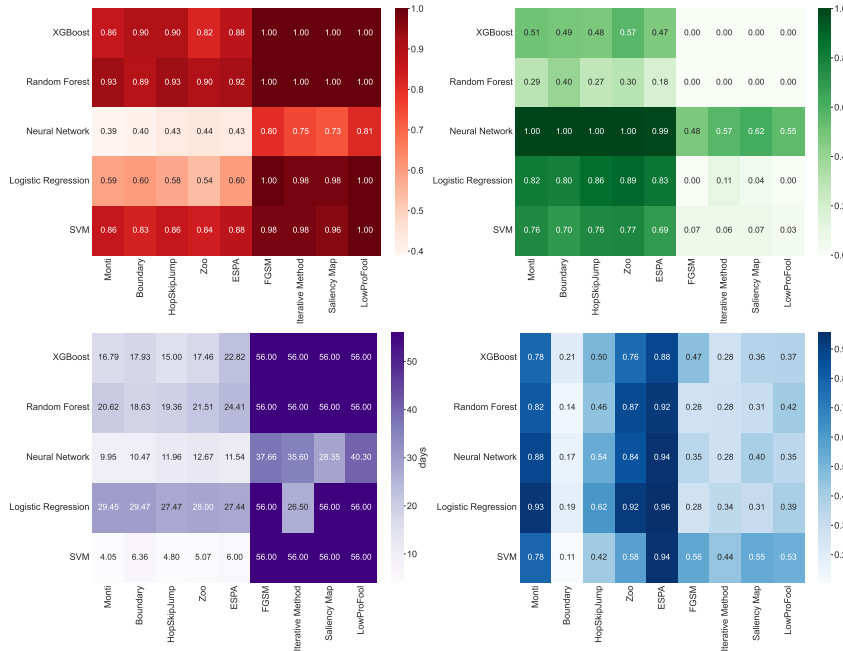 XGBoost 0.86 0.90 0.90 0.82 0.88 1.00 1.00 1.00 1.00
Random Forest 0.93 0.89 0.93 0.90 0.92 1.00 1.00 1.00 1.00
Neural Network 0.39 0.40 0.43 0.44 0.43 0.80 0.75 0.73 0.81
Logistic Regression 0.59 0.60 0.58 0.54 0.60 1.00 0.98 0.98 1.00
SVM 0.86 0.83 0.86 0.84 0.88 0.98 0.98 0.96 1.00
Monti Boundary HopSkipJump Zoo ESPA FGSM Iterative Method Saliency Map LowProFool
1.0
0.9
0.8
0.7
0.6
0.5
0.4
XGBoost 0.51 0.49 0.48 0.57 0.47 0.00 0.00 0.00 0.00
Random Forest 0.29 0.40 0.27 0.30 0.18 0.00 0.00 0.00 0.00
Neural Network 1.00 1.00 1.00 1.00 0.99 0.48 0.57 0.62 0.55
Logistic Regression 0.82 0.80 0.86 0.89 0.83 0.00 0.11 0.04 0.00
SVM 0.76 0.70 0.76 0.77 0.69 0.07 0.06 0.07 0.03
Monti Boundary HopSkipJump Zoo ESPA FGSM Iterative Method Saliency Map LowProFool
XGBoost 16.79 17.93 15.00 17.46 22.82 56.00 56.00 56.00 56.00
Random Forest 20.62 18.63 19.36 21.51 24.41 56.00 56.00 56.00 56.00
Neural Network 9.95 10.47 11.96 12.67 11.54 37.66 35.60 28.35 40.30
Logistic Regression 29.45 29.47 27.47 28.00 27.44 56.00 26.50 56.00 56.00
SVM 4.05 6.36 4.80 5.07 6.00 56.00 56.00 56.00 56.00
Monti Boundary HopSkipJump Zoo ESPA FGSM Iterative Method Saliency Map LowProFool
50
40
30
20
10
days
XGBoost 0.78 0.21 0.50 0.76 0.88 0.47 0.28 0.36 0.37
Random Forest 0.82 0.14 0.46 0.87 0.92 0.28 0.28 0.31 0.42
Neural Network 0.88 0.17 0.54 0.84 0.94 0.35 0.28 0.40 0.35
Logistic Regression 0.93 0.19 0.62 0.92 0.96 0.28 0.34 0.31 0.39
SVM 0.78 0.11 0.42 0.58 0.94 0.56 0.44 0.55 0.53
Monti Boundary HopSkipJump Zoo ESPA FGSM Iterative Method Saliency Map LowProFool